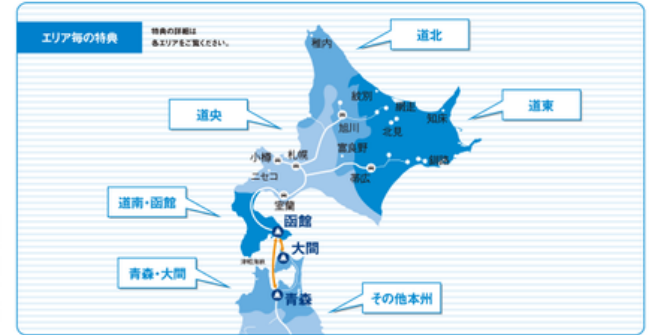 エリア毎の特典
特典の詳細は
各エリアをご覧ください。
道北
稚内
道央
道東
紋別
網走
知床
旭川
北見
小樽
札幌
富良野
釧路
ニセコ
帯広
室蘭
道南・函館
函館
大間
津軽海峡
青森・大間
青森
その他本州